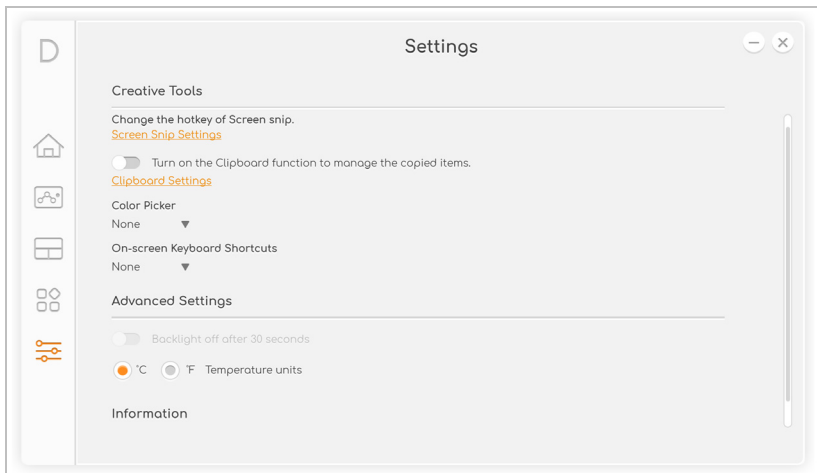 D
Settings
Creative Tools
Change the hotkey of Screen snip.
Screen Snip Settings
Turn on the Clipboard function to manage the copied items.
Clipboard Settings
Color Picker
None
On-screen Keyboard Shortcuts
None
Advanced Settings
Backlight off after 30 seconds
°C °F Temperature units
Information